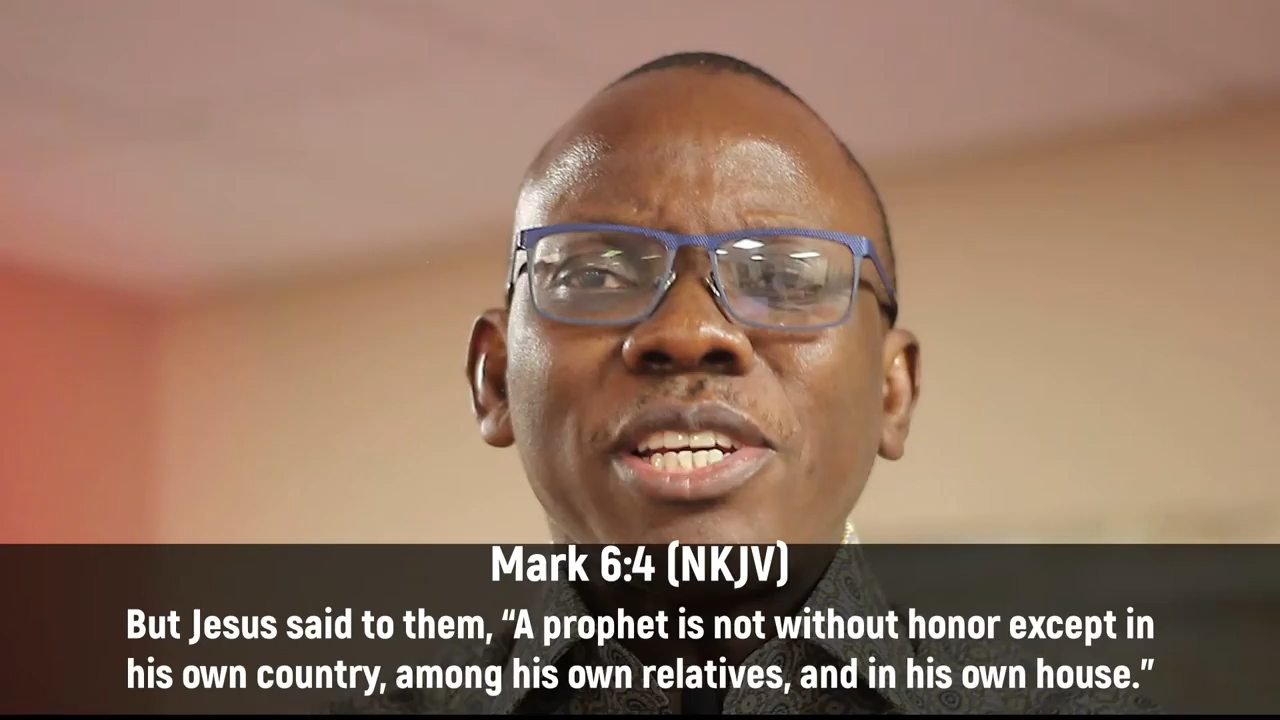 Mark 6:4 (NKJV)
But Jesus said to them, “A prophet is not without honor except in
his own country, among his own relatives, and in his own house.”